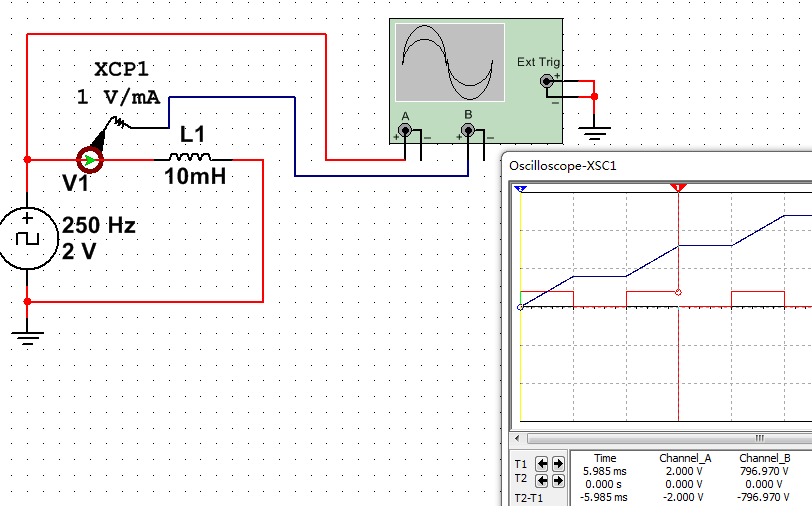 XCP1
1 V/mA
L1
10mH
V1
250 Hz
2 V
Ext Trig
+
−
A
B
+ − + −
Oscilloscope-XSC1
2
1
Time Channel_A Channel_B
T1 5.985 ms 2.000 V 796.970 V
T2 0.000 s 0.000 V 0.000 V
T2-T1 -5.985 ms -2.000 V -796.970 V